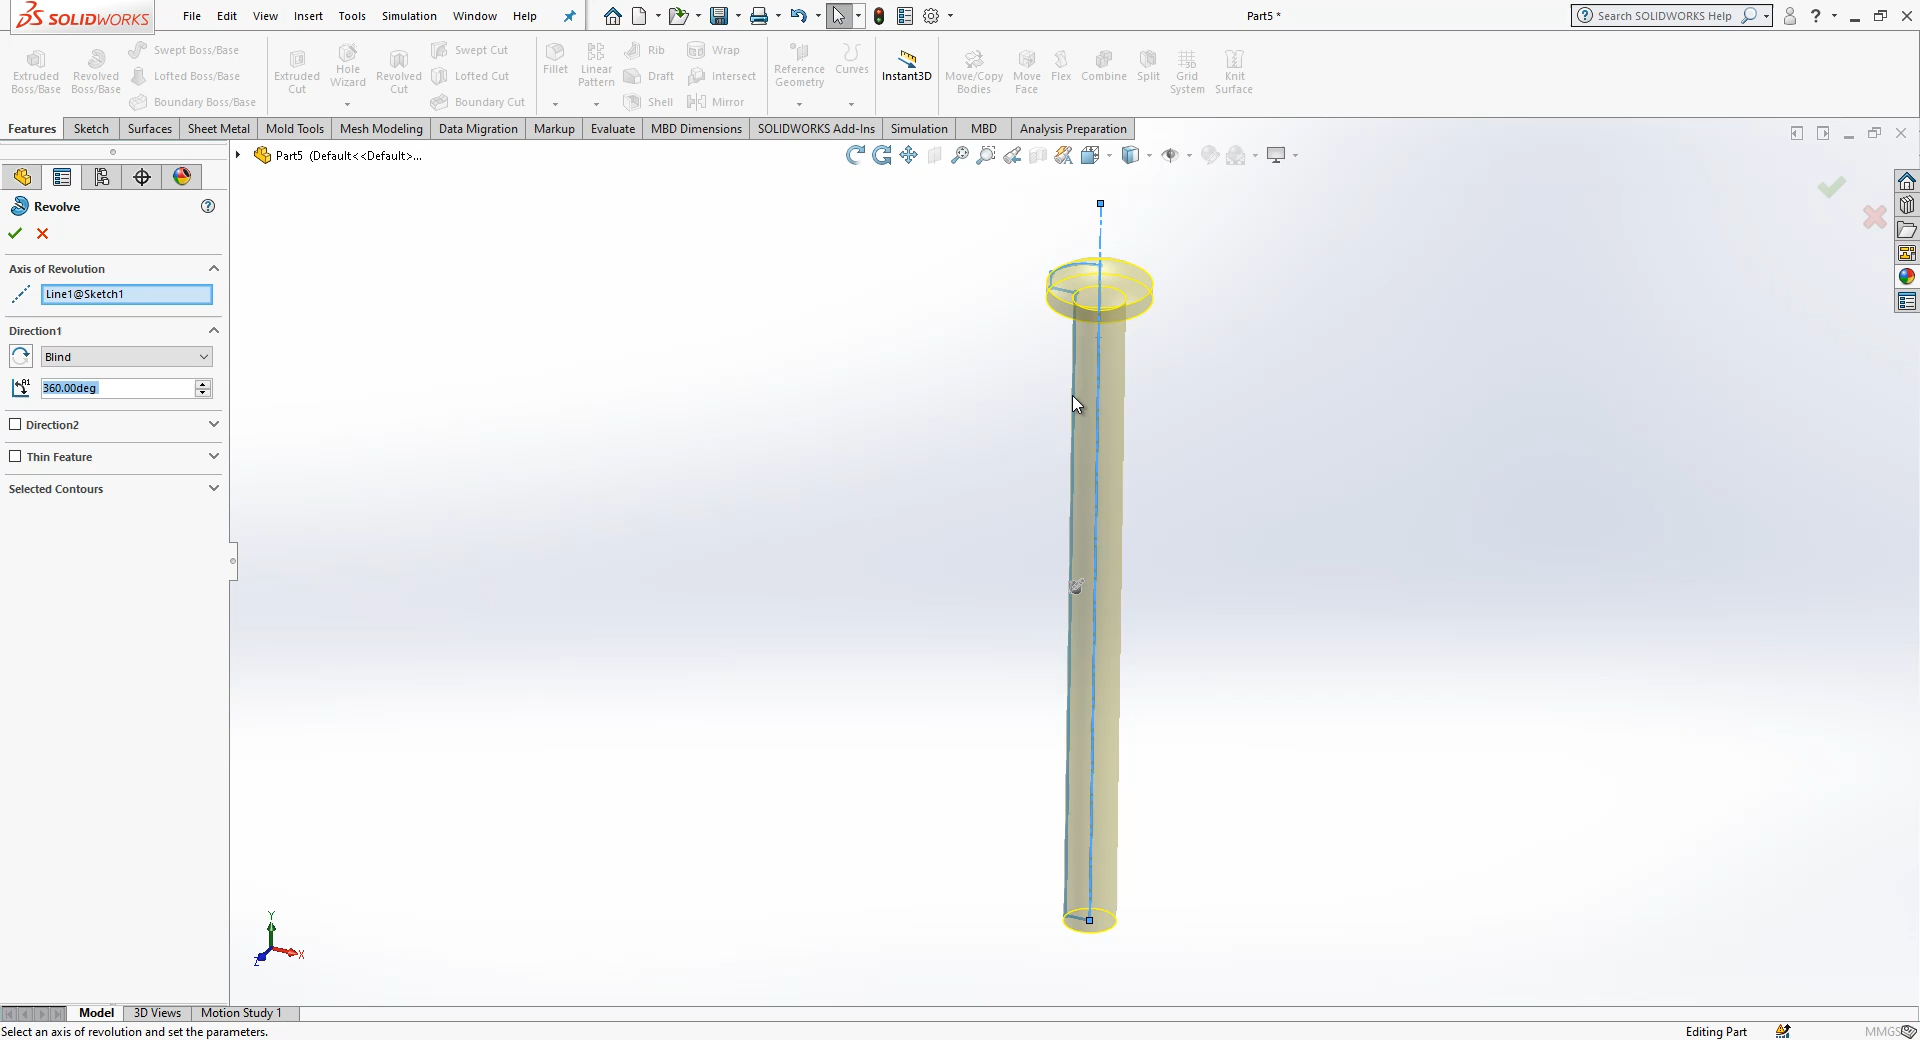 SOLIDWORKS File Edit View Insert Tools Simulation Window Help Part5 * Search SOLIDWORKS Help ?
Extruded Boss/Base
Revolved Boss/Base
Swept Boss/Base
Lofted Boss/Base
Boundary Boss/Base
Extruded Cut
Hole Wizard
Revolved Cut
Swept Cut
Lofted Cut
Boundary Cut
Fillet
Linear Pattern
Rib
Draft
Shell
Wrap
Intersect
Mirror
Reference Geometry
Curves
Instant3D
Move/Copy Bodies
Move Face
Flex
Combine
Split
Grid System
Knit Surface
Features Sketch Surfaces Sheet Metal Mold Tools Mesh Modeling Data Migration Markup Evaluate MBD Dimensions SOLIDWORKS Add-Ins Simulation MBD Analysis Preparation
Part5 (Default<<Default>...
Revolve ?
Axis of Revolution
Line1@Sketch1
Direction1
Blind
360.00deg
Direction2
Thin Feature
Selected Contours
Y
X
Z
Model 3D Views Motion Study 1
Select an axis of revolution and set the parameters. Editing Part MMGS